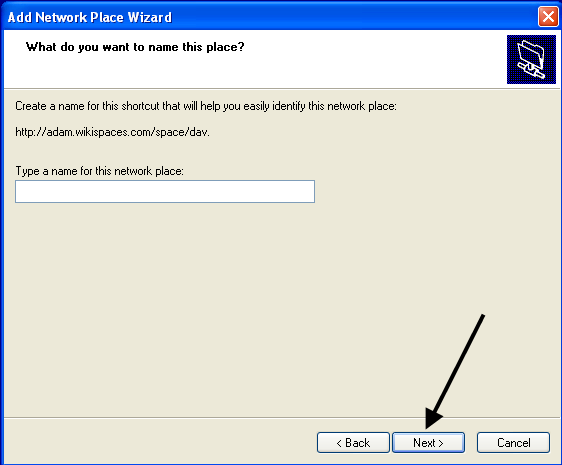 Add Network Place Wizard
What do you want to name this place?
Create a name for this shortcut that will help you easily identify this network place:
http://adam.wikispaces.com/space/dav.
Type a name for this network place:
< Back Next > Cancel